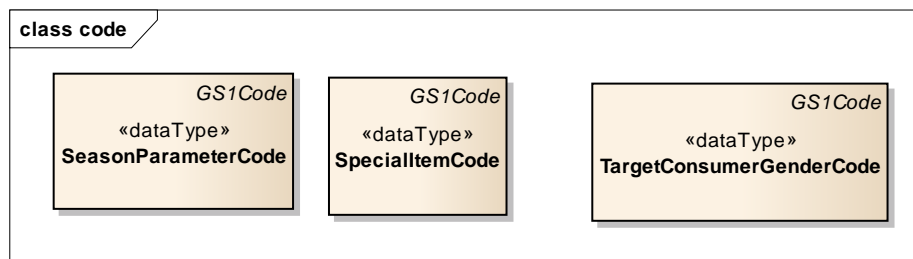 class code
GS1Code
«dataType»
SeasonParameterCode
GS1Code
«dataType»
SpecialItemCode
GS1Code
«dataType»
TargetConsumerGenderCode